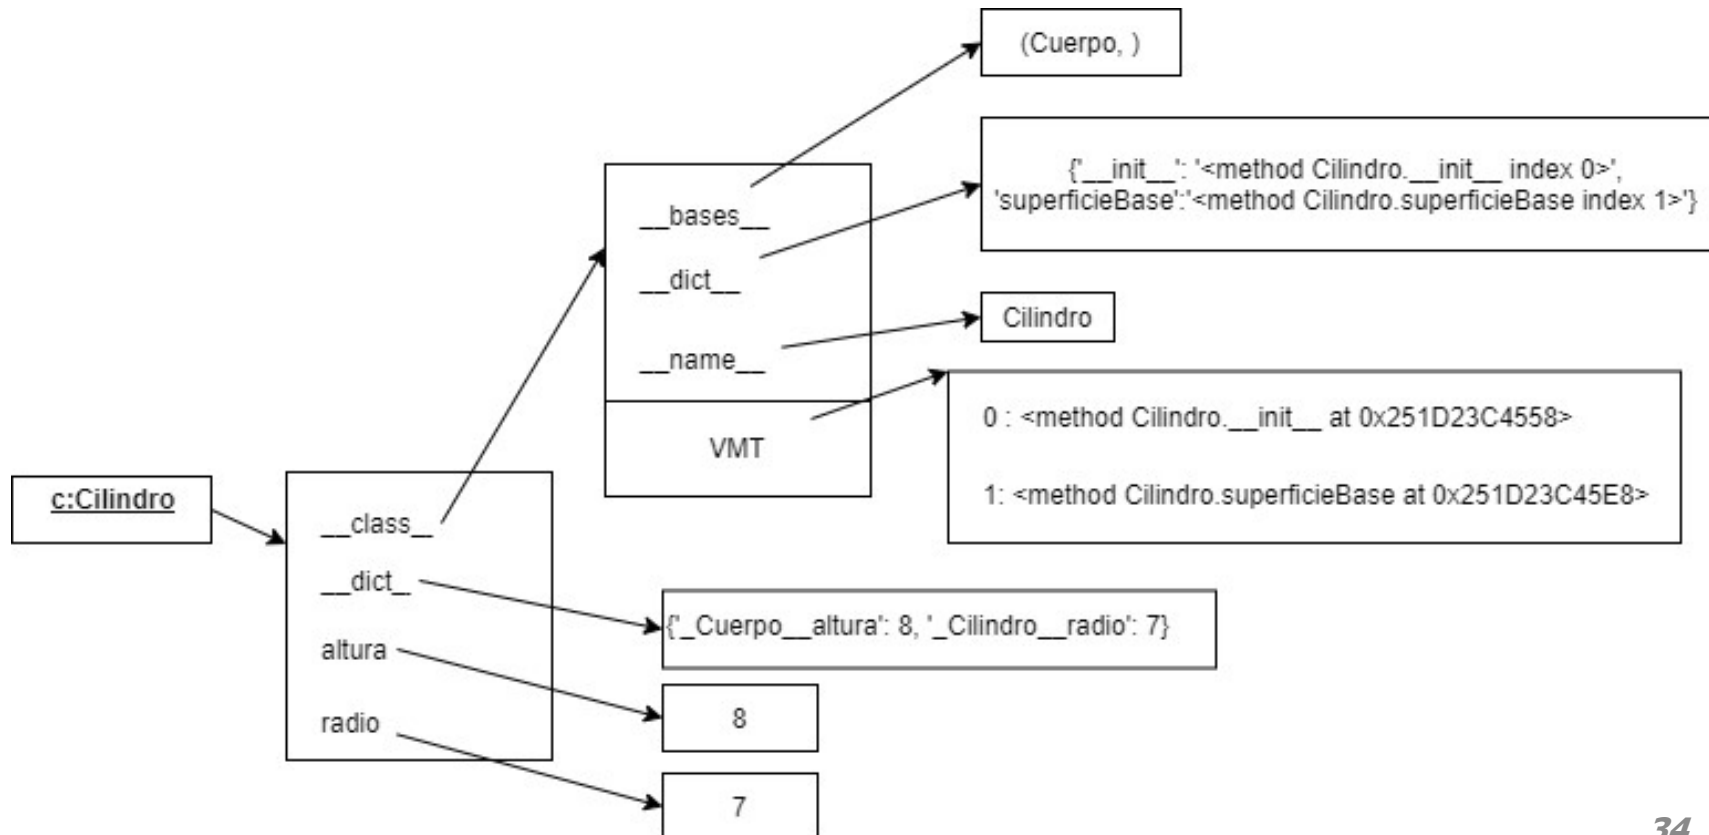 (Cuerpo, )
{'__init__': '<method Cilindro.__init__ index 0>',
'superficieBase':'<method Cilindro.superficieBase index 1>'}
__bases__
__dict__
Cilindro
__name__
0 : <method Cilindro.__init__ at 0x251D23C4558>
VMT
1: <method Cilindro.superficieBase at 0x251D23C45E8>
c:Cilindro
__class_
__dict_
{'_Cuerpo__altura': 8, '_Cilindro__radio': 7}
altura
8
radio
7
34